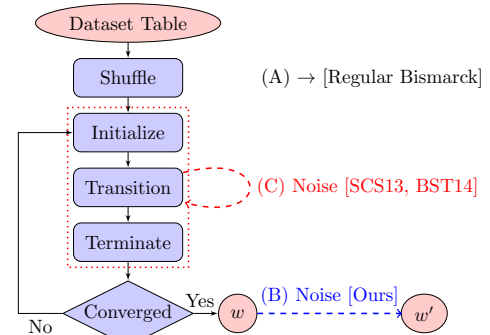 Dataset Table
Shuffle
(A) → [Regular Bismarck]
Initialize
Transition
(C) Noise [SCS13, BST14]
Terminate
Converged
Yes
No
w
(B) Noise [Ours]
w'